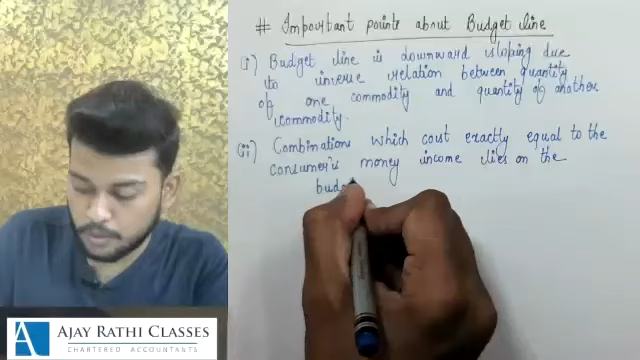 # Important points about Budget line
(i) Budget line is downward sloping due
to inverse relation between quantity
of one commodity and quantity of another
commodity.
(ii) Combinations which cost exactly equal to the
consumer's money income lies on the
budg
AJAY RATHI CLASSES
CHARTERED ACCOUNTANTS